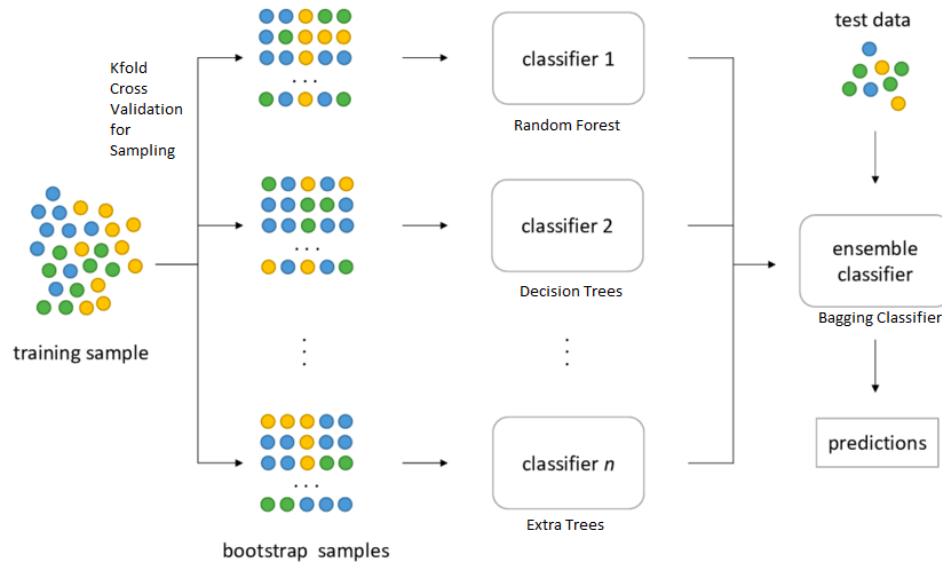 Kfold
Cross
Validation
for
Sampling
training sample
. . .
. . .
. . .
bootstrap samples
classifier 1
Random Forest
classifier 2
Decision Trees
classifier n
Extra Trees
test data
ensemble
classifier
Bagging Classifier
predictions